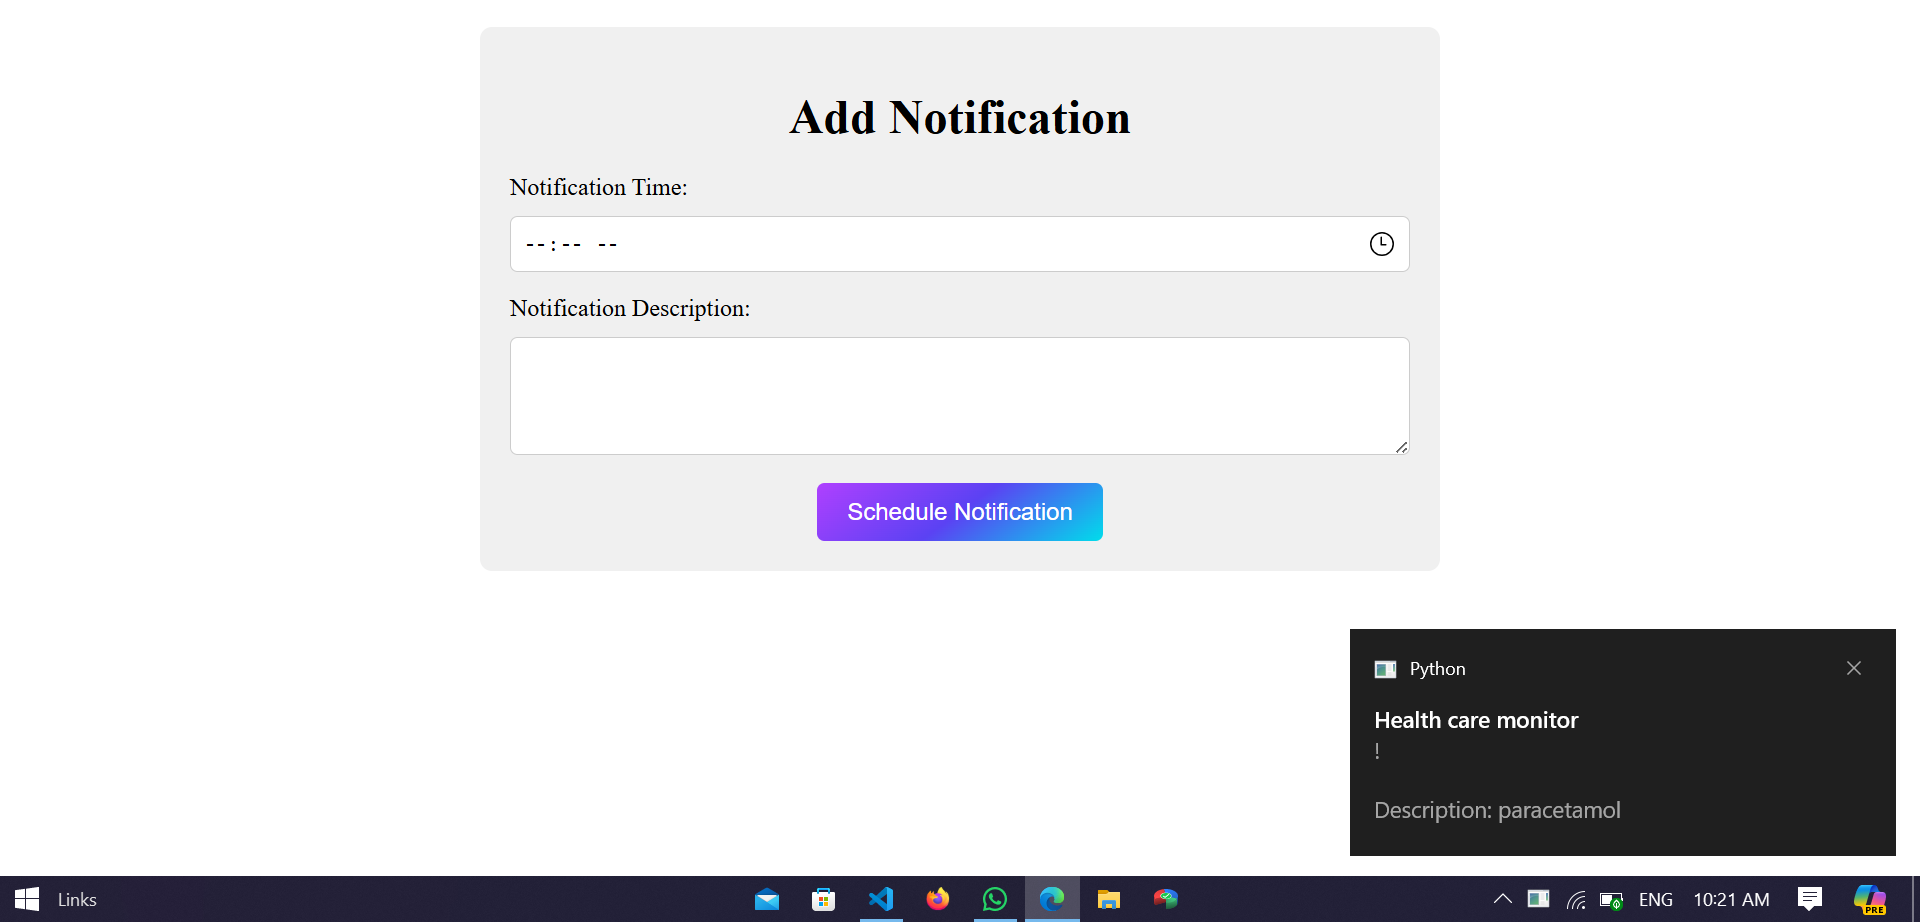 Add Notification
Notification Time:
--:-- --
Notification Description:
Schedule Notification
Python
Health care monitor
!
Description: paracetamol
Links
ENG
10:21 AM
PRE